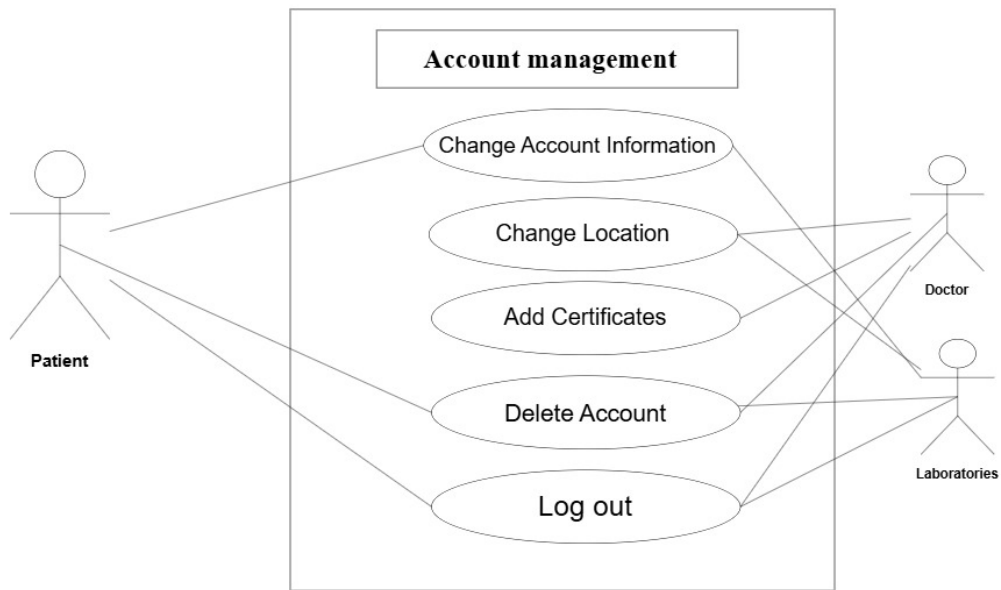 Account management
Change Account Information
Change Location
Add Certificates
Delete Account
Log out
Patient
Doctor
Laboratories